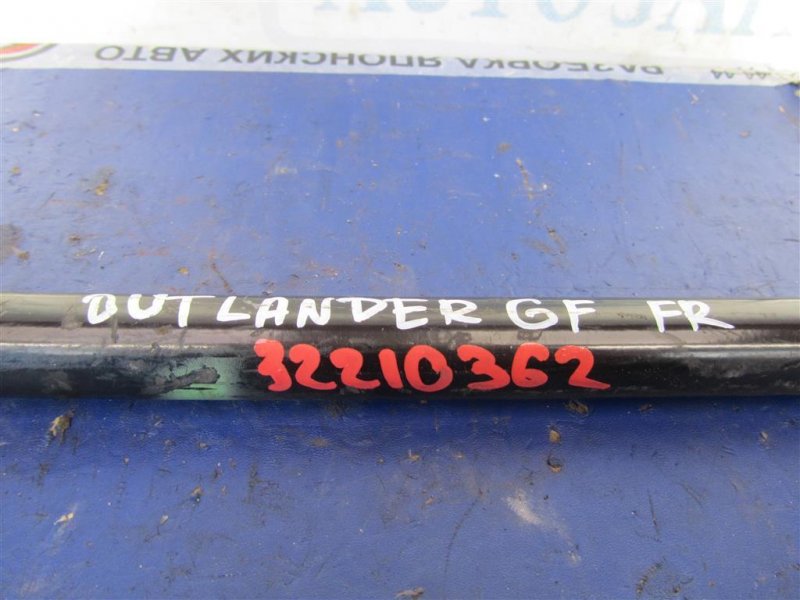 РАЗБОРКА ЯПОНСКИХ АВТО
OUTLANDER GF FR
32210362